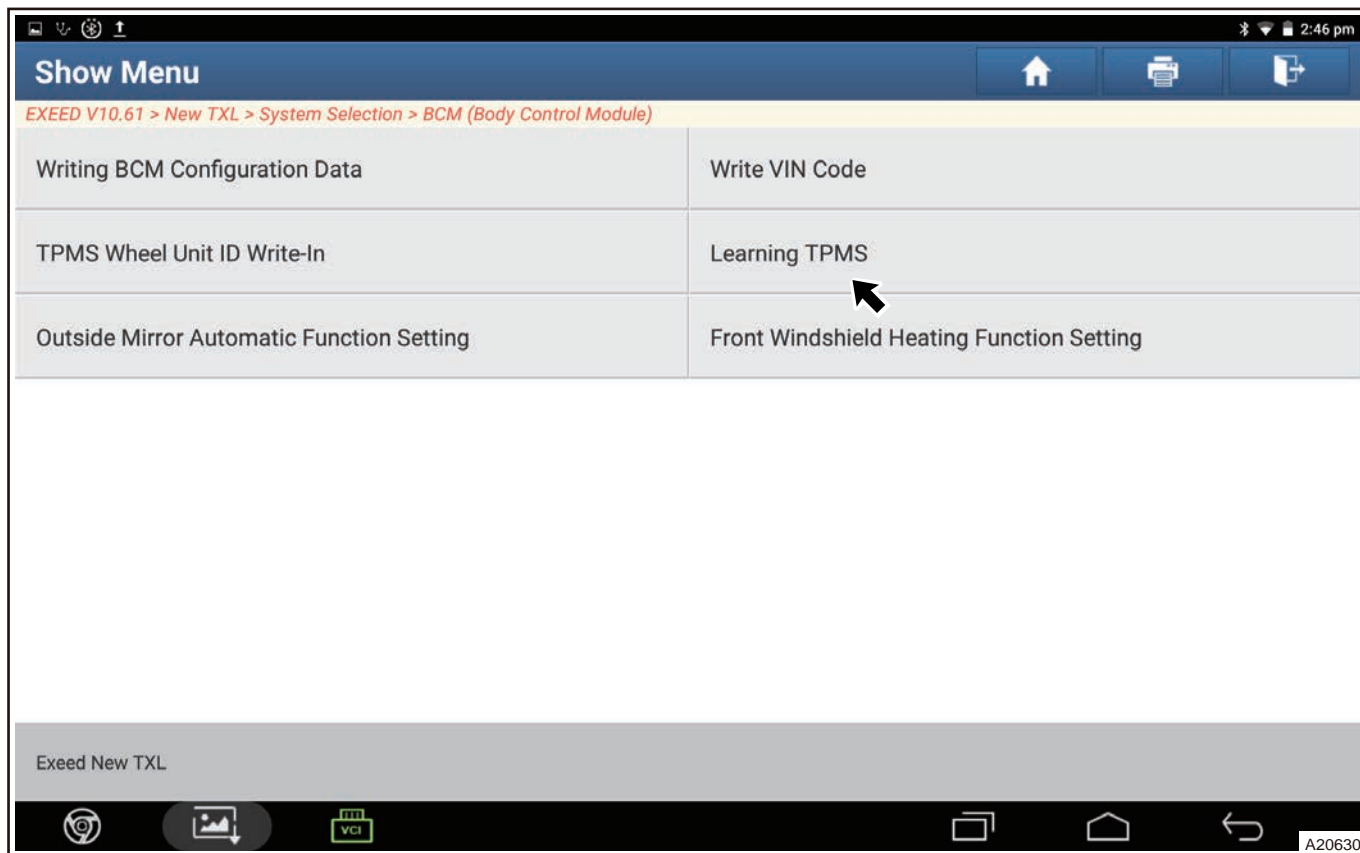 2:46 pm
Show Menu
EXEED V10.61 > New TXL > System Selection > BCM (Body Control Module)
Writing BCM Configuration Data
Write VIN Code
TPMS Wheel Unit ID Write-In
Learning TPMS
Outside Mirror Automatic Function Setting
Front Windshield Heating Function Setting
Exeed New TXL
VCI
A20630